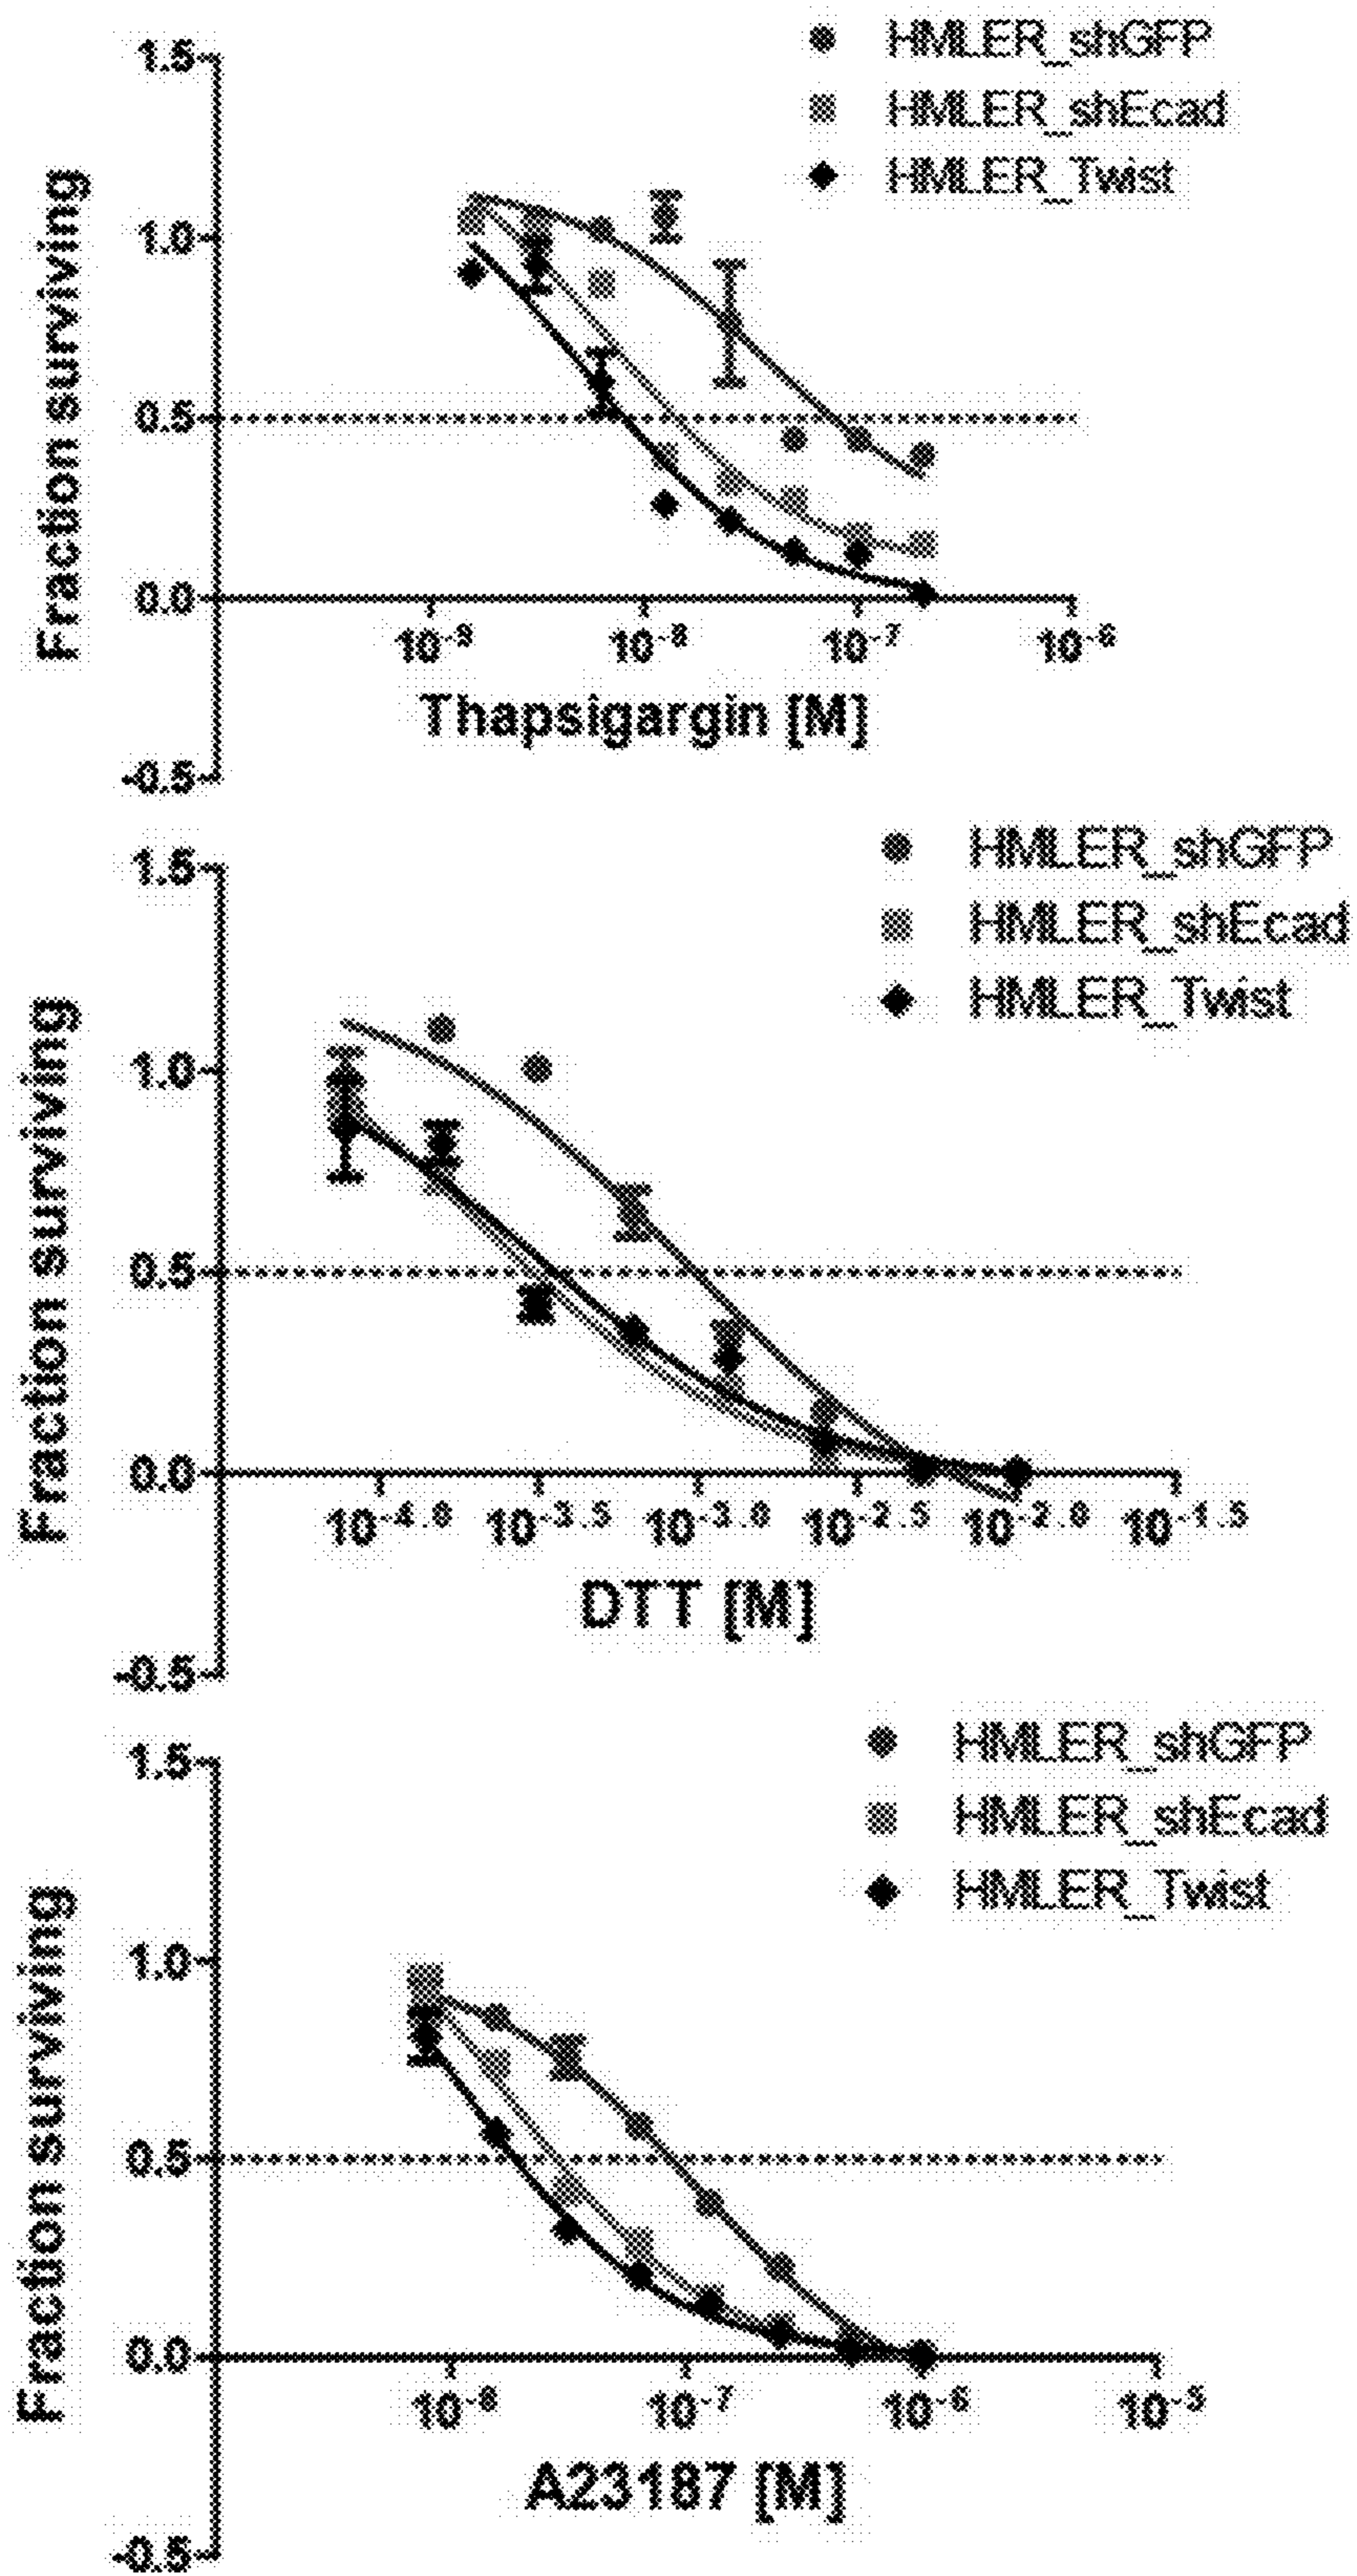 HMLER_shGFP
HMLER_shEcad
HMLER_Twist
1.5
1.0
0.5
0.0
-0.5
Fraction surviving
10-9 10-8 10-7 10-6
Thapsigargin [M]
HMLER_shGFP
HMLER_shEcad
HMLER_Twist
1.5
1.0
0.5
0.0
-0.5
Fraction surviving
10-4.0 10-3.5 10-3.0 10-2.5 10-2.0 10-1.5
DTT [M]
HMLER_shGFP
HMLER_shEcad
HMLER_Twist
1.5
1.0
0.5
0.0
-0.5
Fraction surviving
10-8 10-7 10-6 10-5
A23187 [M]